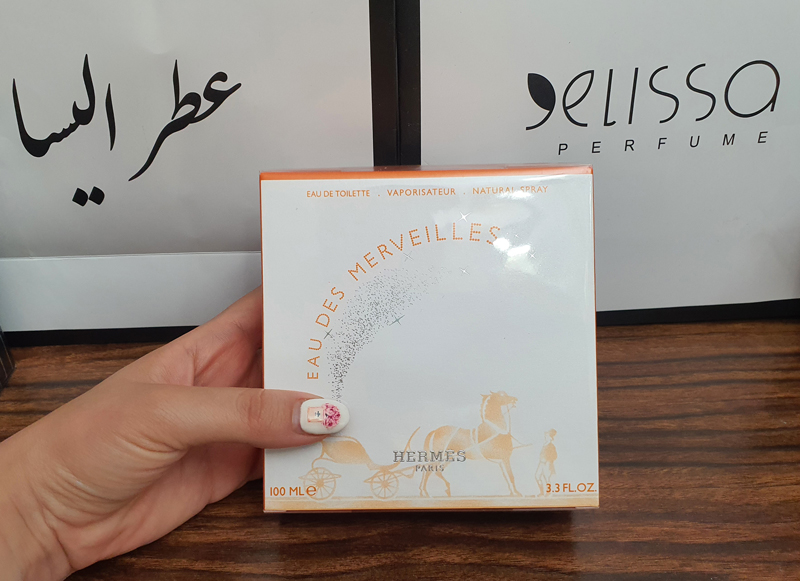 عطر اليسا
elissa
PERFUME
EAU DE TOILETTE . VAPORISATEUR . NATURAL SPRAY
EAU DES MERVEILLES
HERMES
PARIS
100 ML e
3.3 FL.OZ.